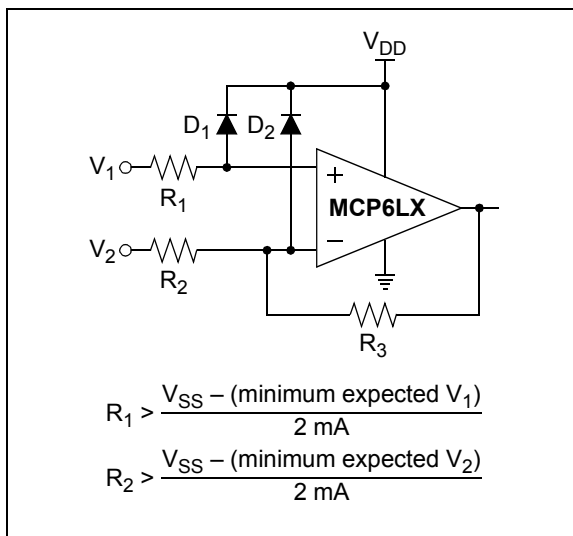 V_DD
D_1 D_2
V_1
R_1
+
MCP6LX
V_2
R_2
–
R_3
R_1 > V_SS – (minimum expected V_1)
2 mA
R_2 > V_SS – (minimum expected V_2)
2 mA